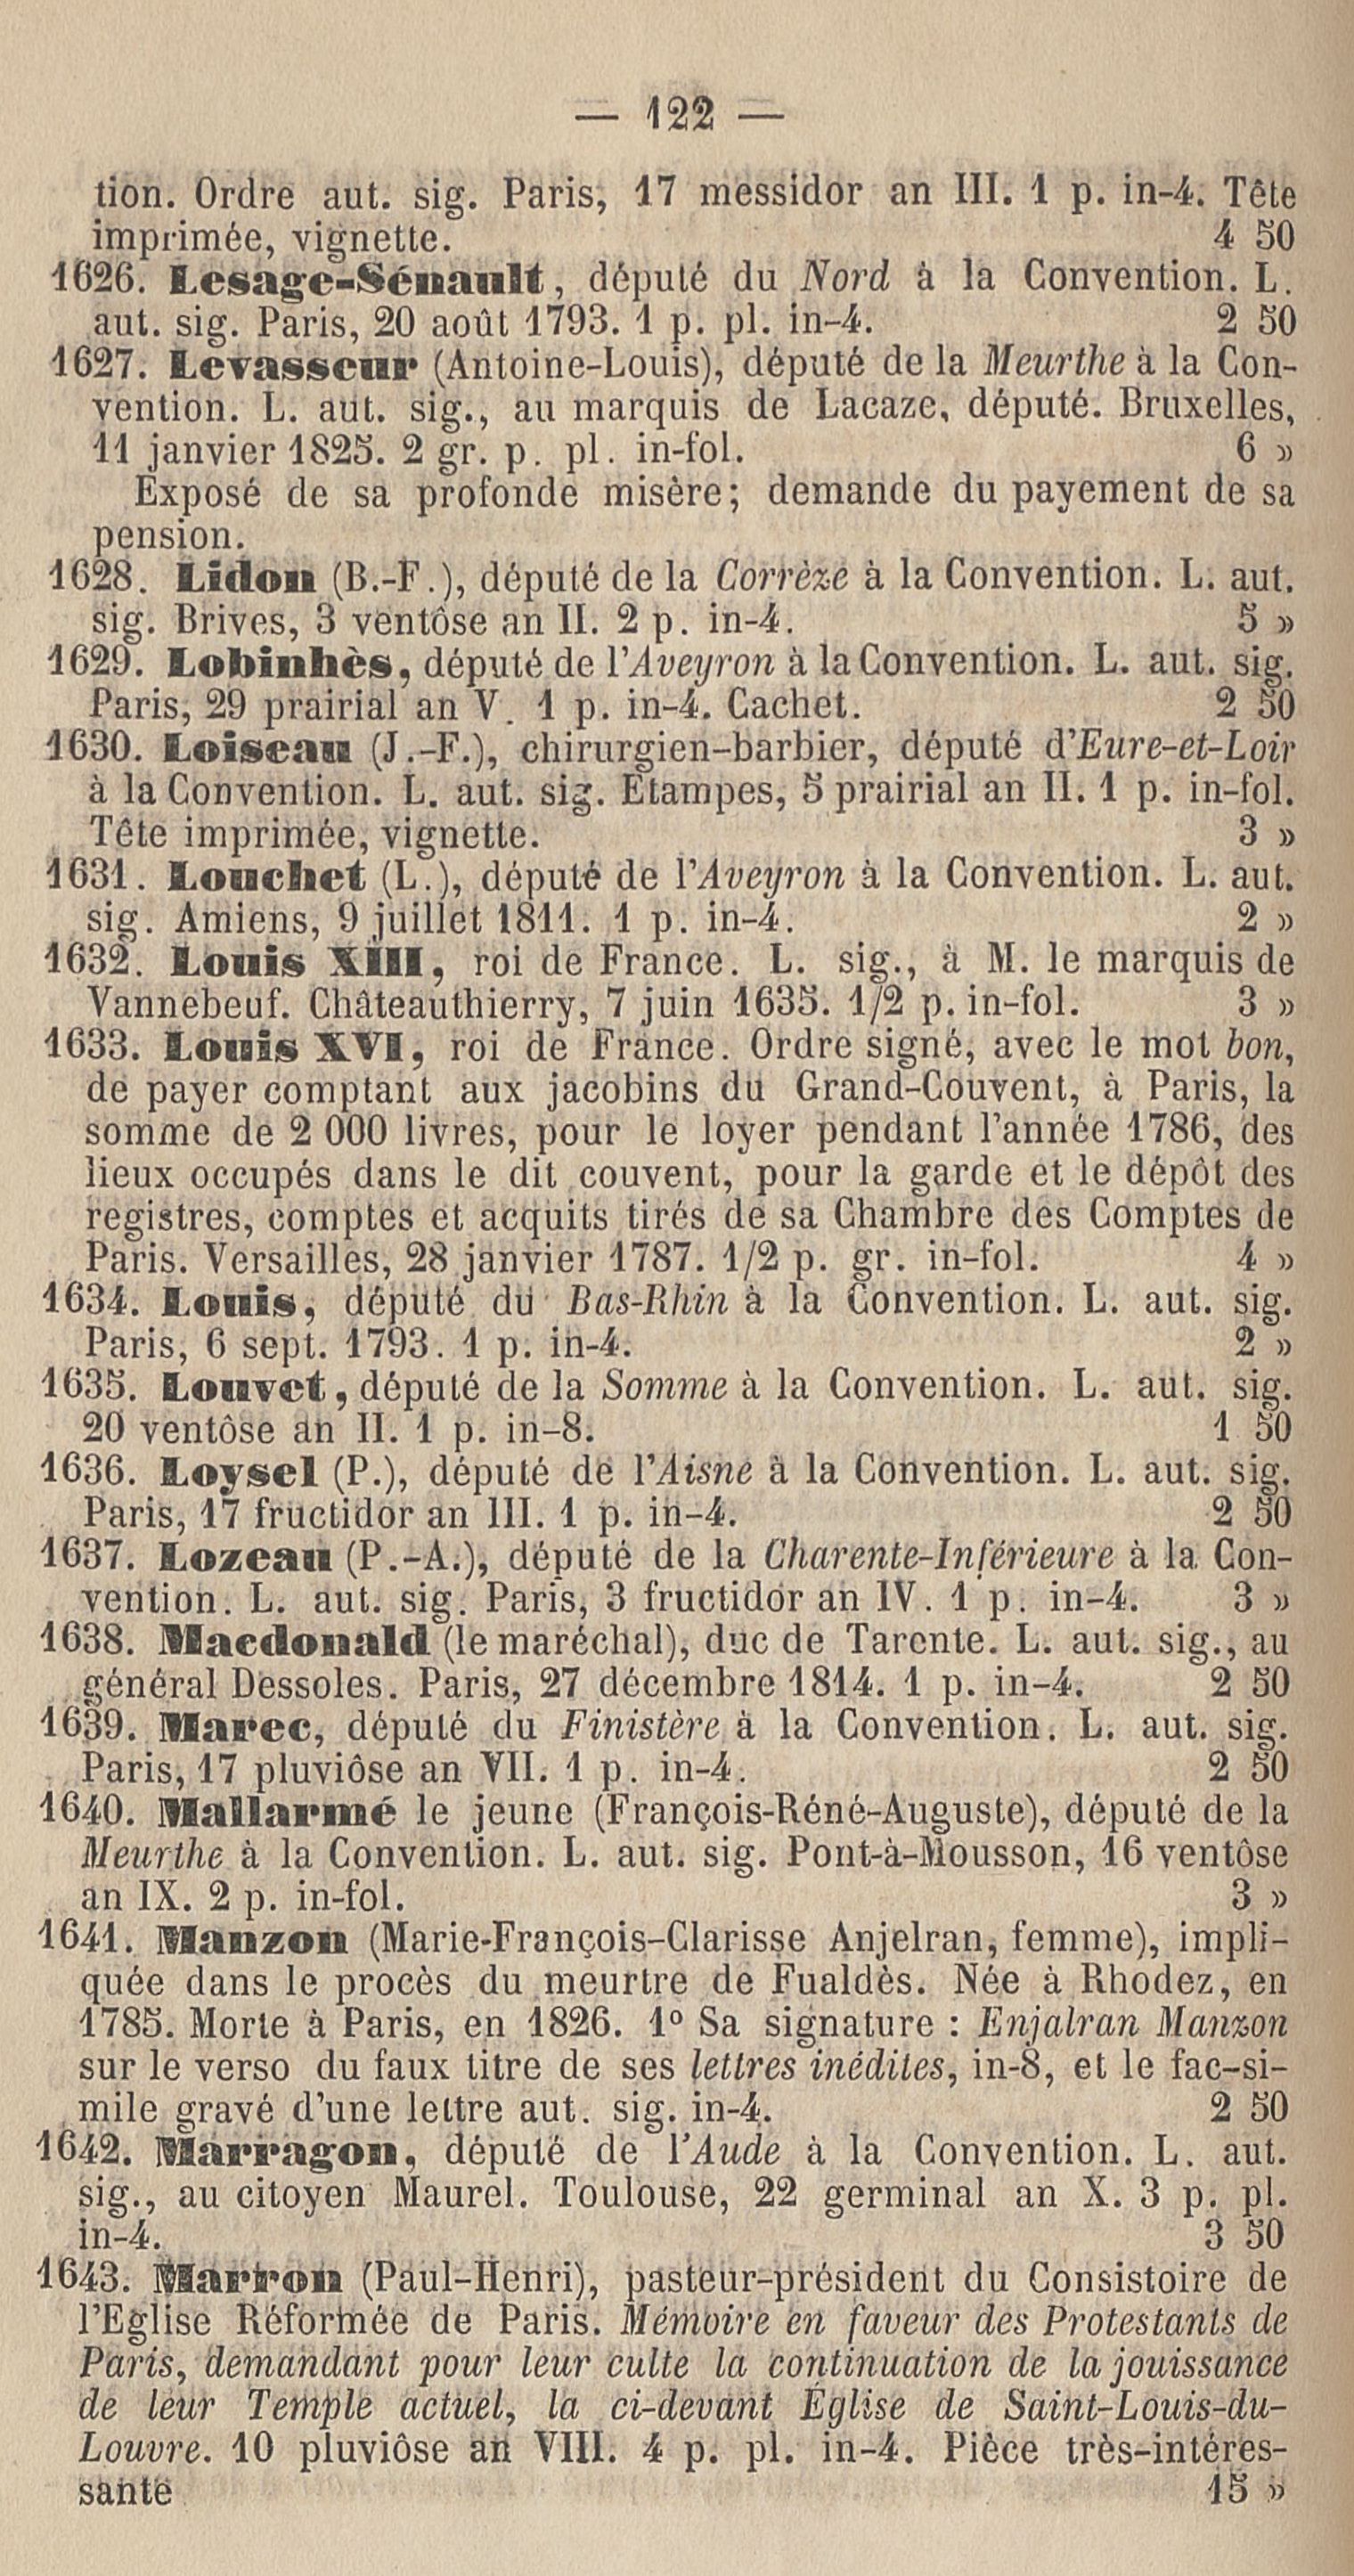 — 122 —
tion. Ordre aut. sig. Paris, 17 messidor an III. 1 p. in-4. Tête
imprimée, vignette. 4 50
1626. Lesage-Sénault, député du Nord à la Convention. L.
aut. sig. Paris, 20 août 1793. 1 p. pl. in-4. 2 50
1627. Levasseur (Antoine-Louis), député de la Meurthe à la Con-
vention. L. aut. sig., au marquis de Lacaze, député. Bruxelles,
11 janvier 1825. 2 gr. p. pl. in-fol. 6 »
Exposé de sa profonde misère; demande du payement de sa
pension.
1628. Lidon (B.-F.), député de la Corrèze à la Convention. L. aut.
sig. Brives, 3 ventôse an II. 2 p. in-4. 5 »
1629. Lobinhès, député de l'Aveyron à la Convention. L. aut. sig.
Paris, 29 prairial an V. 1 p. in-4. Cachet. 2 50
1630. Loiseau (J.-F.), chirurgien-barbier, député d'Eure-et-Loir
à la Convention. L. aut. sig. Etampes, 5 prairial an II. 1 p. in-fol.
Tête imprimée, vignette. 3 »
1631. Louchet (L.), député de l'Aveyron à la Convention. L. aut.
sig. Amiens, 9 juillet 1811. 1 p. in-4. 2 »
1632. Louis XIII, roi de France. L. sig., à M. le marquis de
Vannebeuf. Châteauthierry, 7 juin 1635. 1/2 p. in-fol. 3 »
1633. Louis XVI, roi de France. Ordre signé, avec le mot bon,
de payer comptant aux jacobins du Grand-Couvent, à Paris, la
somme de 2 000 livres, pour le loyer pendant l'année 1786, des
lieux occupés dans le dit couvent, pour la garde et le dépôt des
registres, comptes et acquits tirés de sa Chambre des Comptes de
Paris. Versailles, 28 janvier 1787. 1/2 p. gr. in-fol. 4 »
1634. Louis, député du Bas-Rhin à la Convention. L. aut. sig.
Paris, 6 sept. 1793. 1 p. in-4. 2 »
1635. Louvet, député de la Somme à la Convention. L. aut. sig.
20 ventôse an II. 1 p. in-8. 1 50
1636. Loysel (P.), député de l'Aisne à la Convention. L. aut. sig.
Paris, 17 fructidor an III. 1 p. in-4. 2 50
1637. Lozeau (P.-A.), député de la Charente-Inférieure à la Con-
vention. L. aut. sig. Paris, 3 fructidor an IV. 1 p. in-4. 3 »
1638. Macdonald (le maréchal), duc de Tarente. L. aut. sig., au
général Dessoles. Paris, 27 décembre 1814. 1 p. in-4. 2 50
1639. Marec, député du Finistère à la Convention. L. aut. sig.
Paris, 17 pluviôse an VII. 1 p. in-4. 2 50
1640. Mallarmé le jeune (François-Réné-Auguste), député de la
Meurthe à la Convention. L. aut. sig. Pont-à-Mousson, 16 ventôse
an IX. 2 p. in-fol. 3 »
1641. Manzon (Marie-François-Clarisse Anjelran, femme), impli-
quée dans le procès du meurtre de Fualdès. Née à Rhodez, en
1785. Morte à Paris, en 1826. 1º Sa signature : Enjalran Manzon
sur le verso du faux titre de ses lettres inédites, in-8, et le fac-si-
mile gravé d'une lettre aut. sig. in-4. 2 50
1642. Marragon, député de l'Aude à la Convention. L. aut.
sig., au citoyen Maurel. Toulouse, 22 germinal an X. 3 p. pl.
in-4. 3 50
1643. Marron (Paul-Henri), pasteur-président du Consistoire de
l'Eglise Réformée de Paris. Mémoire en faveur des Protestants de
Paris, demandant pour leur culte la continuation de la jouissance
de leur Temple actuel, la ci-devant Église de Saint-Louis-du-
Louvre. 10 pluviôse an VIII. 4 p. pl. in-4. Pièce très-intéres-
sante 15 »